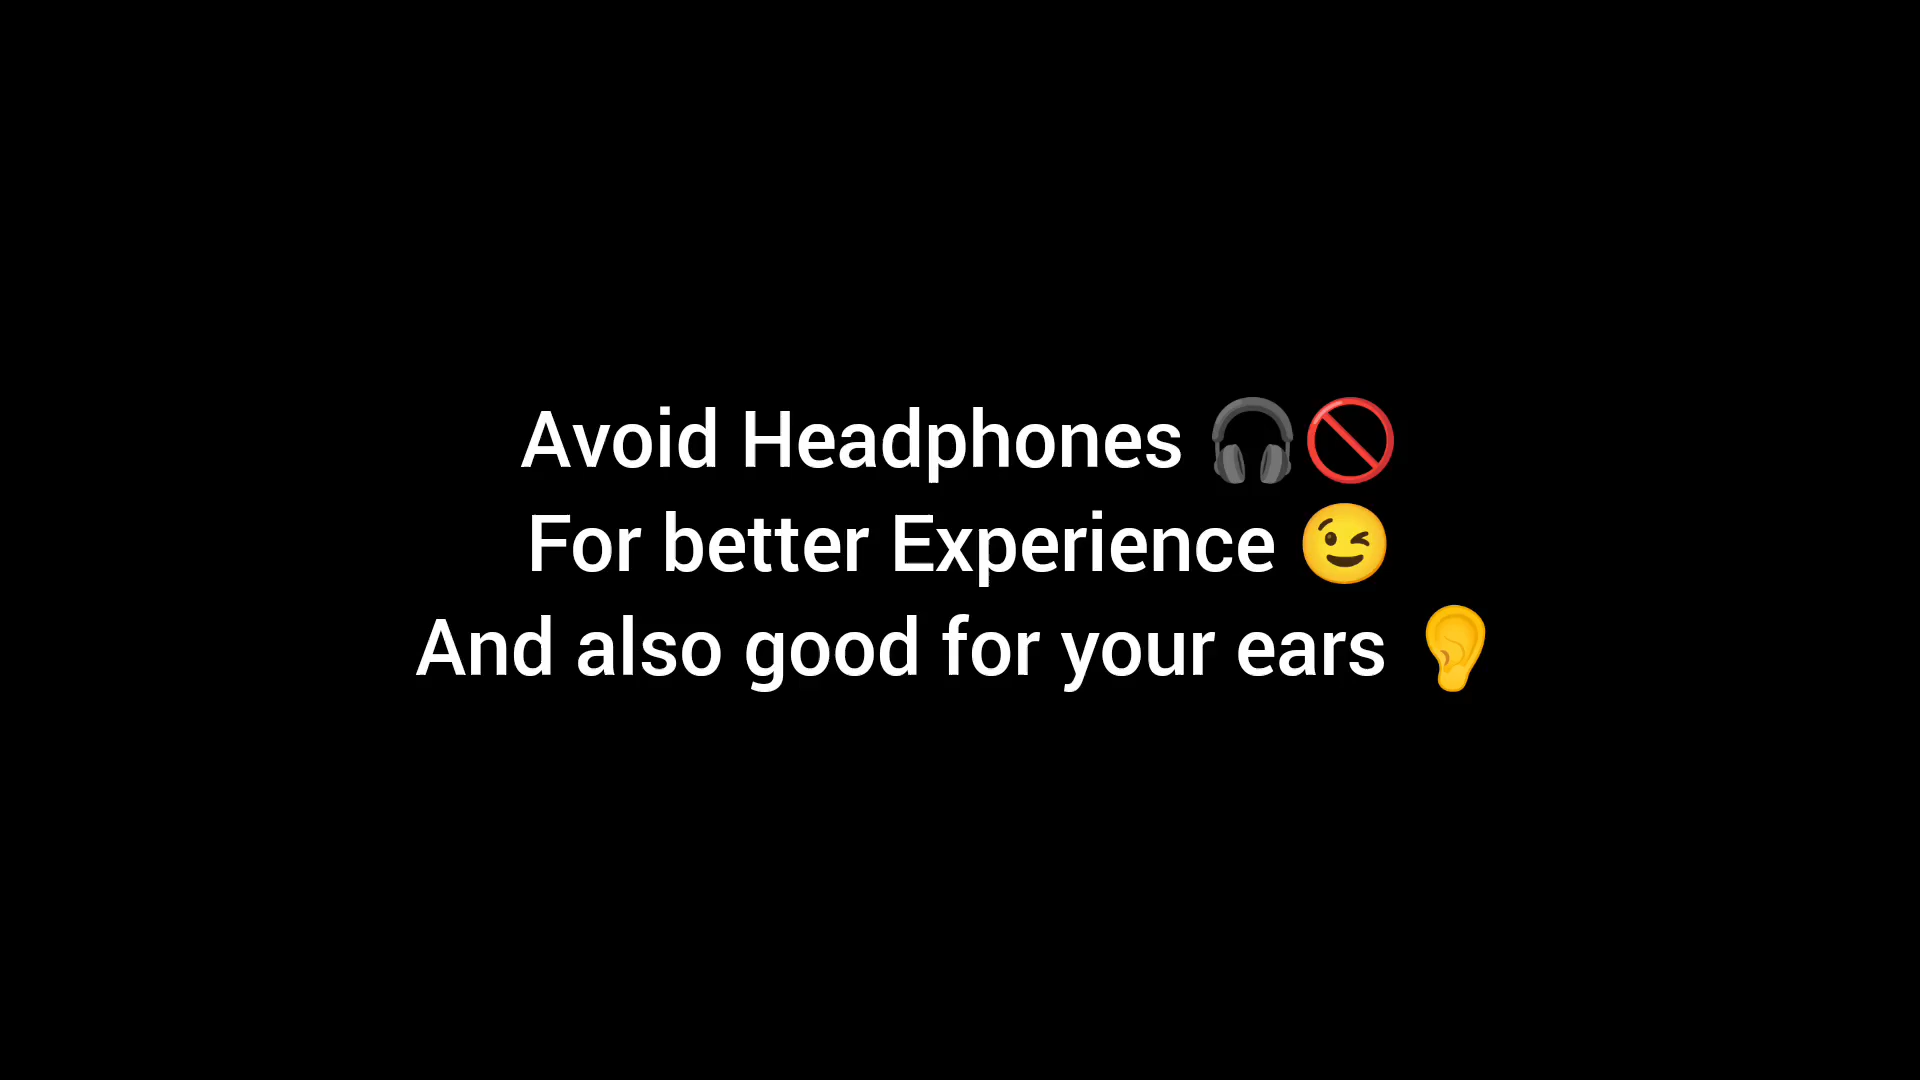 Avoid Headphones 🎧🚫
For better Experience 😉
And also good for your ears 👂